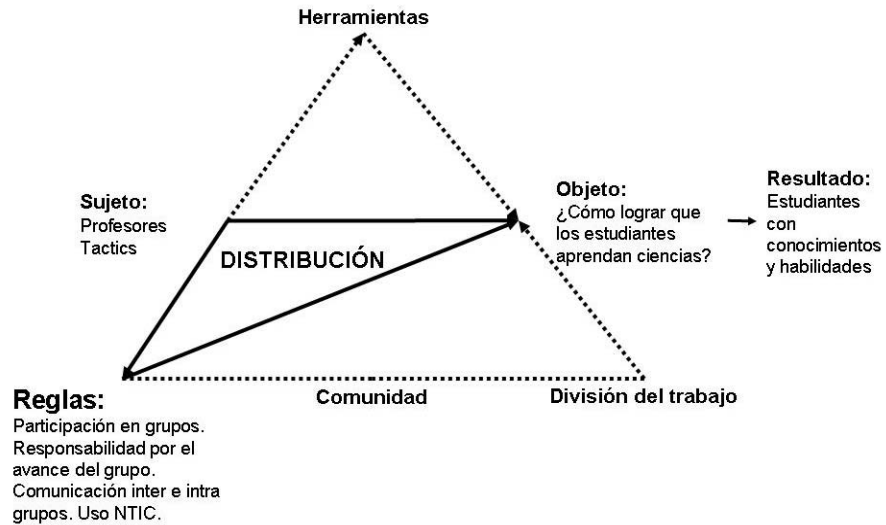 Herramientas
Sujeto:
Profesores
Tactics
DISTRIBUCIÓN
Objeto:
¿Cómo lograr que
los estudiantes
aprendan ciencias?
Resultado:
Estudiantes
con
conocimientos
y habilidades
Reglas:
Participación en grupos.
Responsabilidad por el
avance del grupo.
Comunicación inter e intra
grupos. Uso NTIC.
Comunidad
División del trabajo